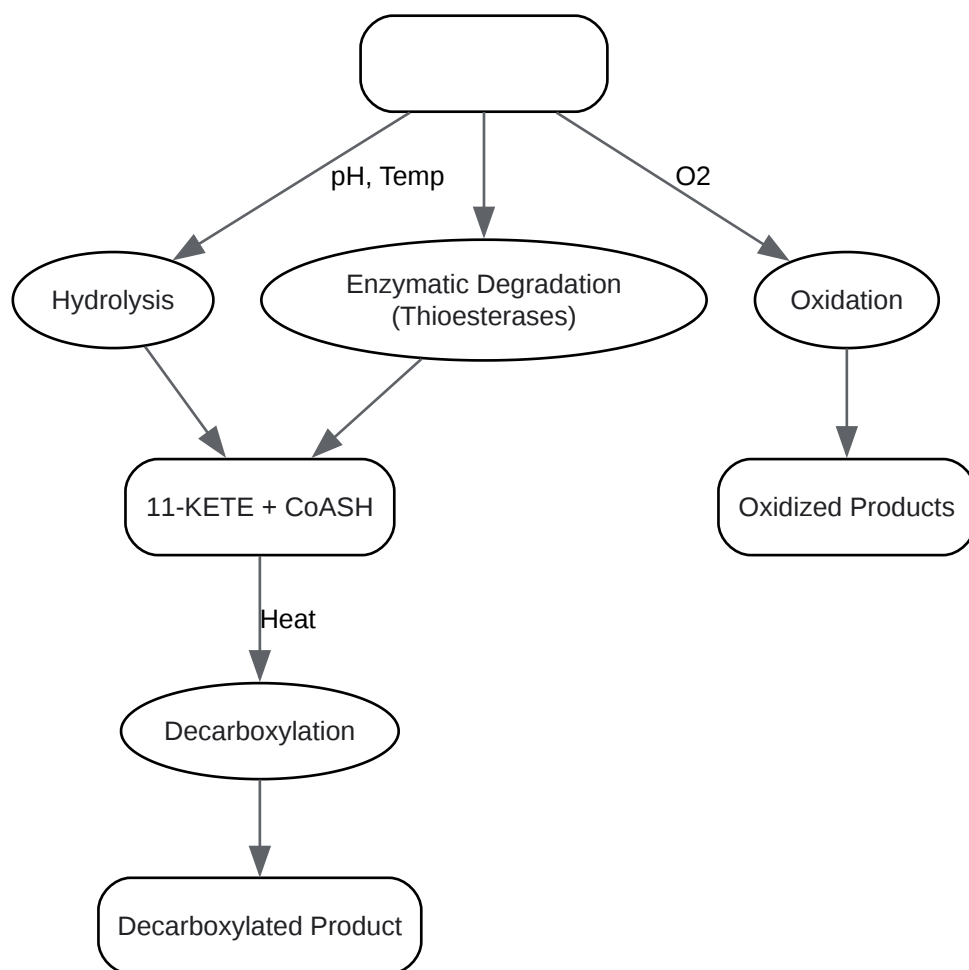 pH, Temp
O2
Hydrolysis
Enzymatic Degradation
(Thioesterases)
Oxidation
11-KETE + CoASH
Oxidized Products
Heat
Decarboxylation
Decarboxylated Product